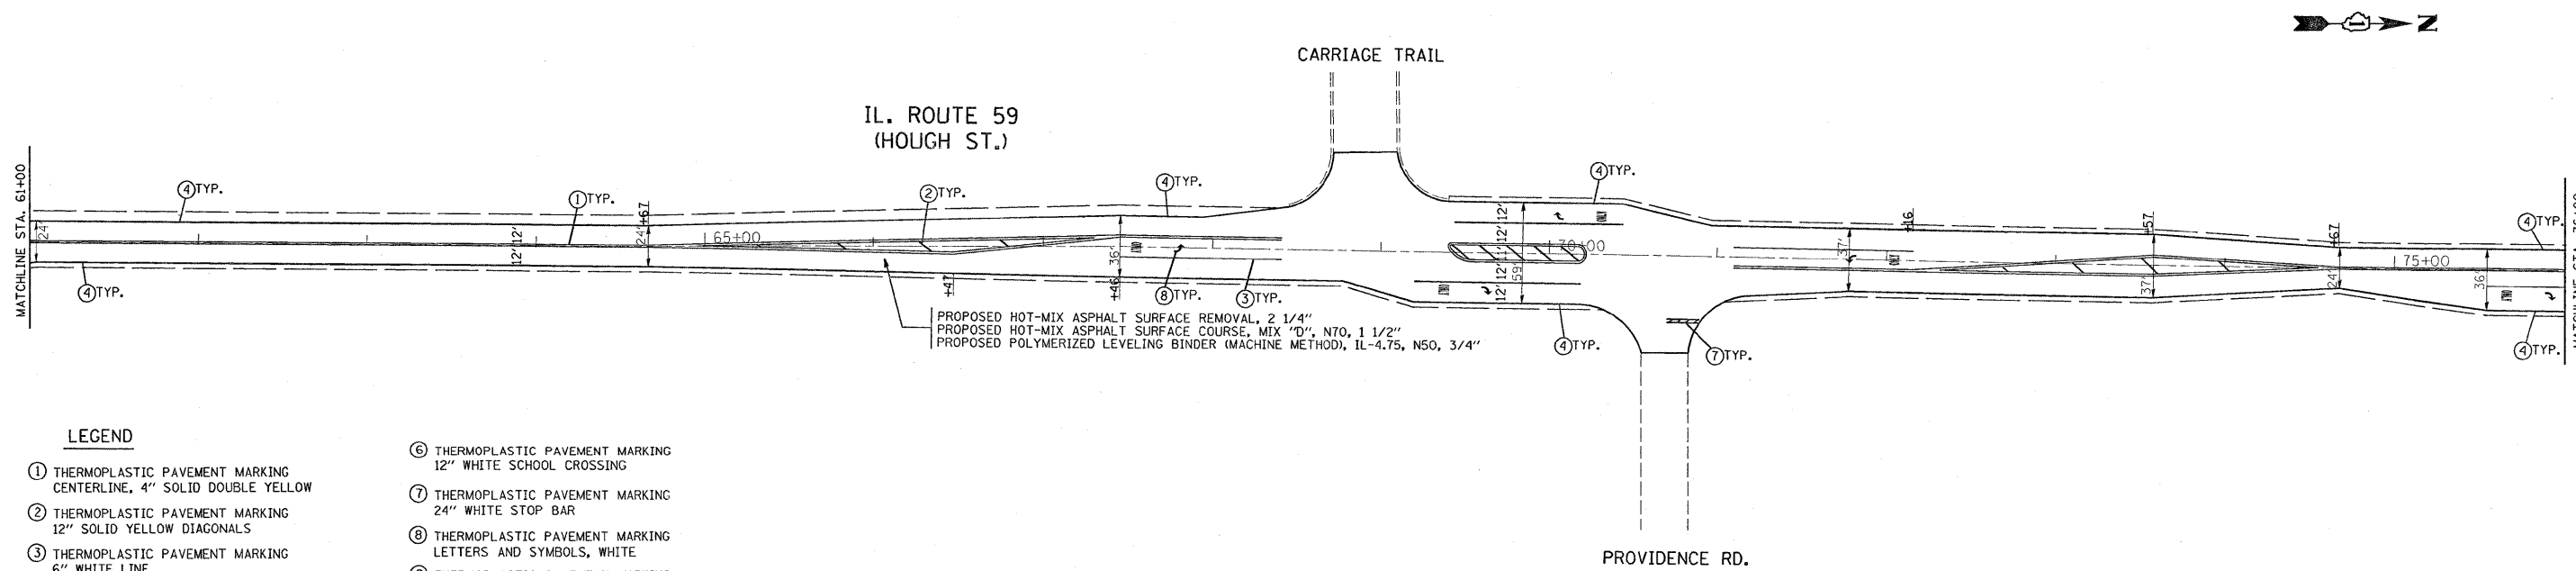 N
CARRIAGE TRAIL
IL. ROUTE 59
(HOUGH ST.)
MATCHLINE STA. 61+00
24'
4 TYP.
4 TYP.
12' 12'
1 TYP.
24' +67
65+00
2 TYP.
+47
4 TYP.
36'
+46
ONLY
8 TYP.
3 TYP.
PROPOSED HOT-MIX ASPHALT SURFACE REMOVAL, 2 1/4"
PROPOSED HOT-MIX ASPHALT SURFACE COURSE, MIX "D", N70, 1 1/2"
PROPOSED POLYMERIZED LEVELING BINDER (MACHINE METHOD), IL-4.75, N50, 3/4"
12' 11' 12' 12'
12'
59'
ONLY
ONLY
70+00
4 TYP.
4 TYP.
7 TYP.
37'
+16
ONLY
+57
37'
+67
24'
75+00
36'
ONLY
4 TYP.
4 TYP.
PROVIDENCE RD.
LEGEND
1 THERMOPLASTIC PAVEMENT MARKING
CENTERLINE, 4" SOLID DOUBLE YELLOW
2 THERMOPLASTIC PAVEMENT MARKING
12" SOLID YELLOW DIAGONALS
3 THERMOPLASTIC PAVEMENT MARKING
6" WHITE LINE
6 THERMOPLASTIC PAVEMENT MARKING
12" WHITE SCHOOL CROSSING
7 THERMOPLASTIC PAVEMENT MARKING
24" WHITE STOP BAR
8 THERMOPLASTIC PAVEMENT MARKING
LETTERS AND SYMBOLS, WHITE